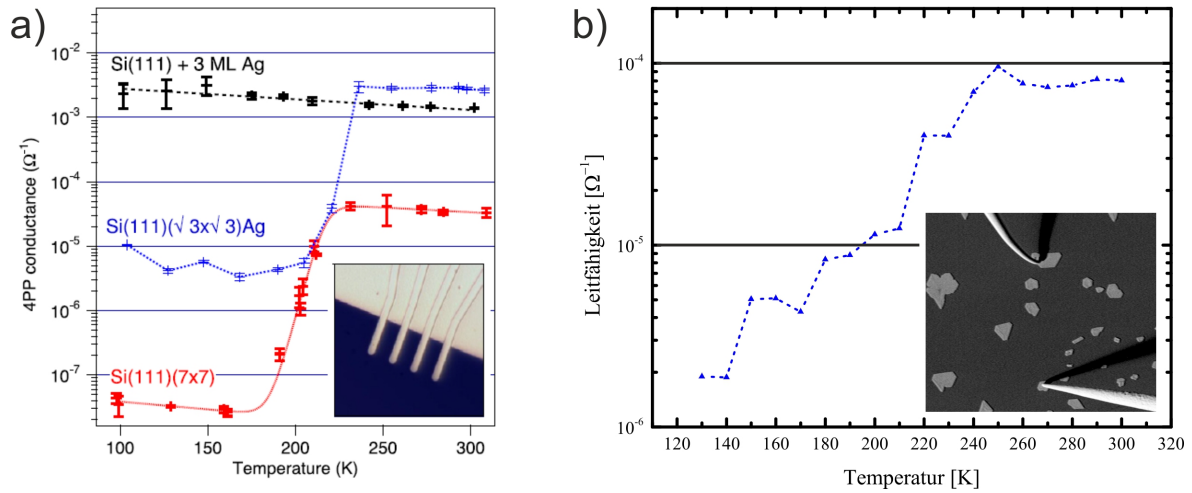 a)
4PP conductance (Ω⁻¹)
10⁻²
10⁻³
10⁻⁴
10⁻⁵
10⁻⁶
10⁻⁷
Si(111) + 3 ML Ag
Si(111)(√ 3x√ 3)Ag
Si(111)(7x7)
100 150 200 250 300
Temperature (K)
b)
Leitfähigkeit [Ω⁻¹]
10⁻⁴
10⁻⁵
10⁻⁶
120 140 160 180 200 220 240 260 280 300 320
Temperatur [K]